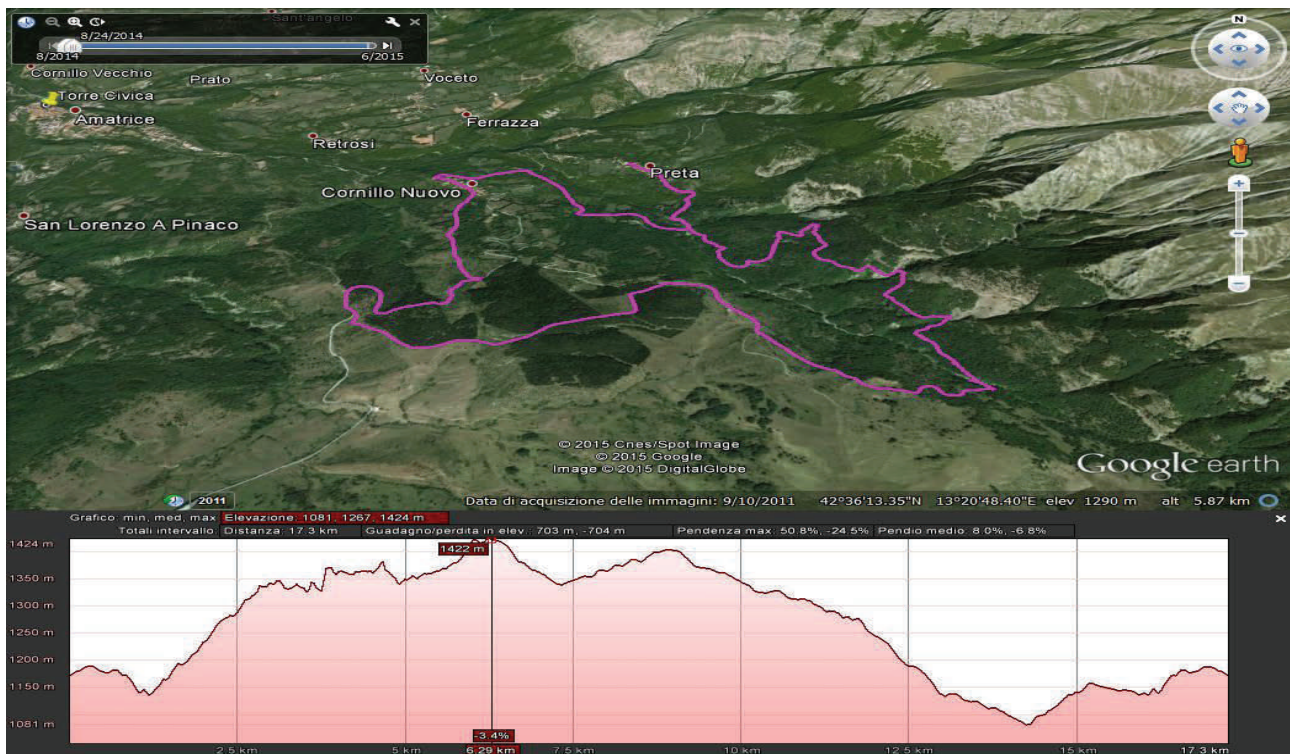 Sant'angelo
8/24/2014
8/2014 6/2015
Cornillo Vecchio
Prato
Voceto
Torre Civica
Amatrice
Ferrazza
Retrosi
Preta
Cornillo Nuovo
San Lorenzo A Pinaco
N
© 2015 Cnes/Spot Image
© 2015 Google
Image © 2015 DigitalGlobe
Google earth
2011
Data di acquisizione delle immagini: 9/10/2011 42°36'13.35"N 13°20'48.40"E elev 1290 m alt 5.87 km
Grafico: min, med, max Elevazione: 1081, 1267, 1424 m
Totali intervallo: Distanza: 17.3 km Guadagno/perdita in elev.: 703 m, -704 m Pendenza max: 50.8%, -24.5% Pendio medio: 8.0%, -6.8%
1424 m
1422 m
1350 m
1300 m
1250 m
1200 m
1150 m
1081 m
-3.4%
2.5 km 5 km 6.29 km 7.5 km 10 km 12.5 km 15 km 17.3 km